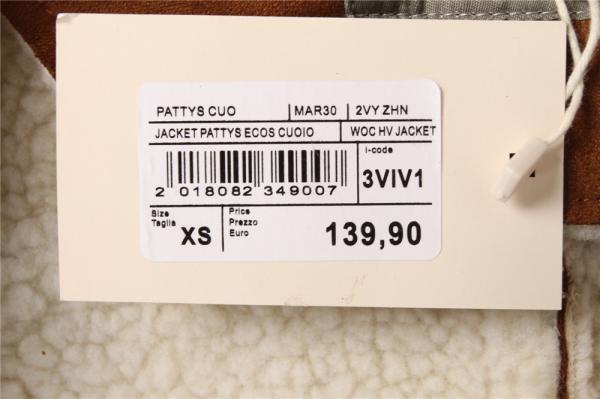 PATTYS CUO MAR30 2VY ZHN
JACKET PATTYS ECOS CUOIO WOC HV JACKET
I-code
3VIV1
2 018082 349007
Size
Taglia
XS
Price
Prezzo
Euro
139,90